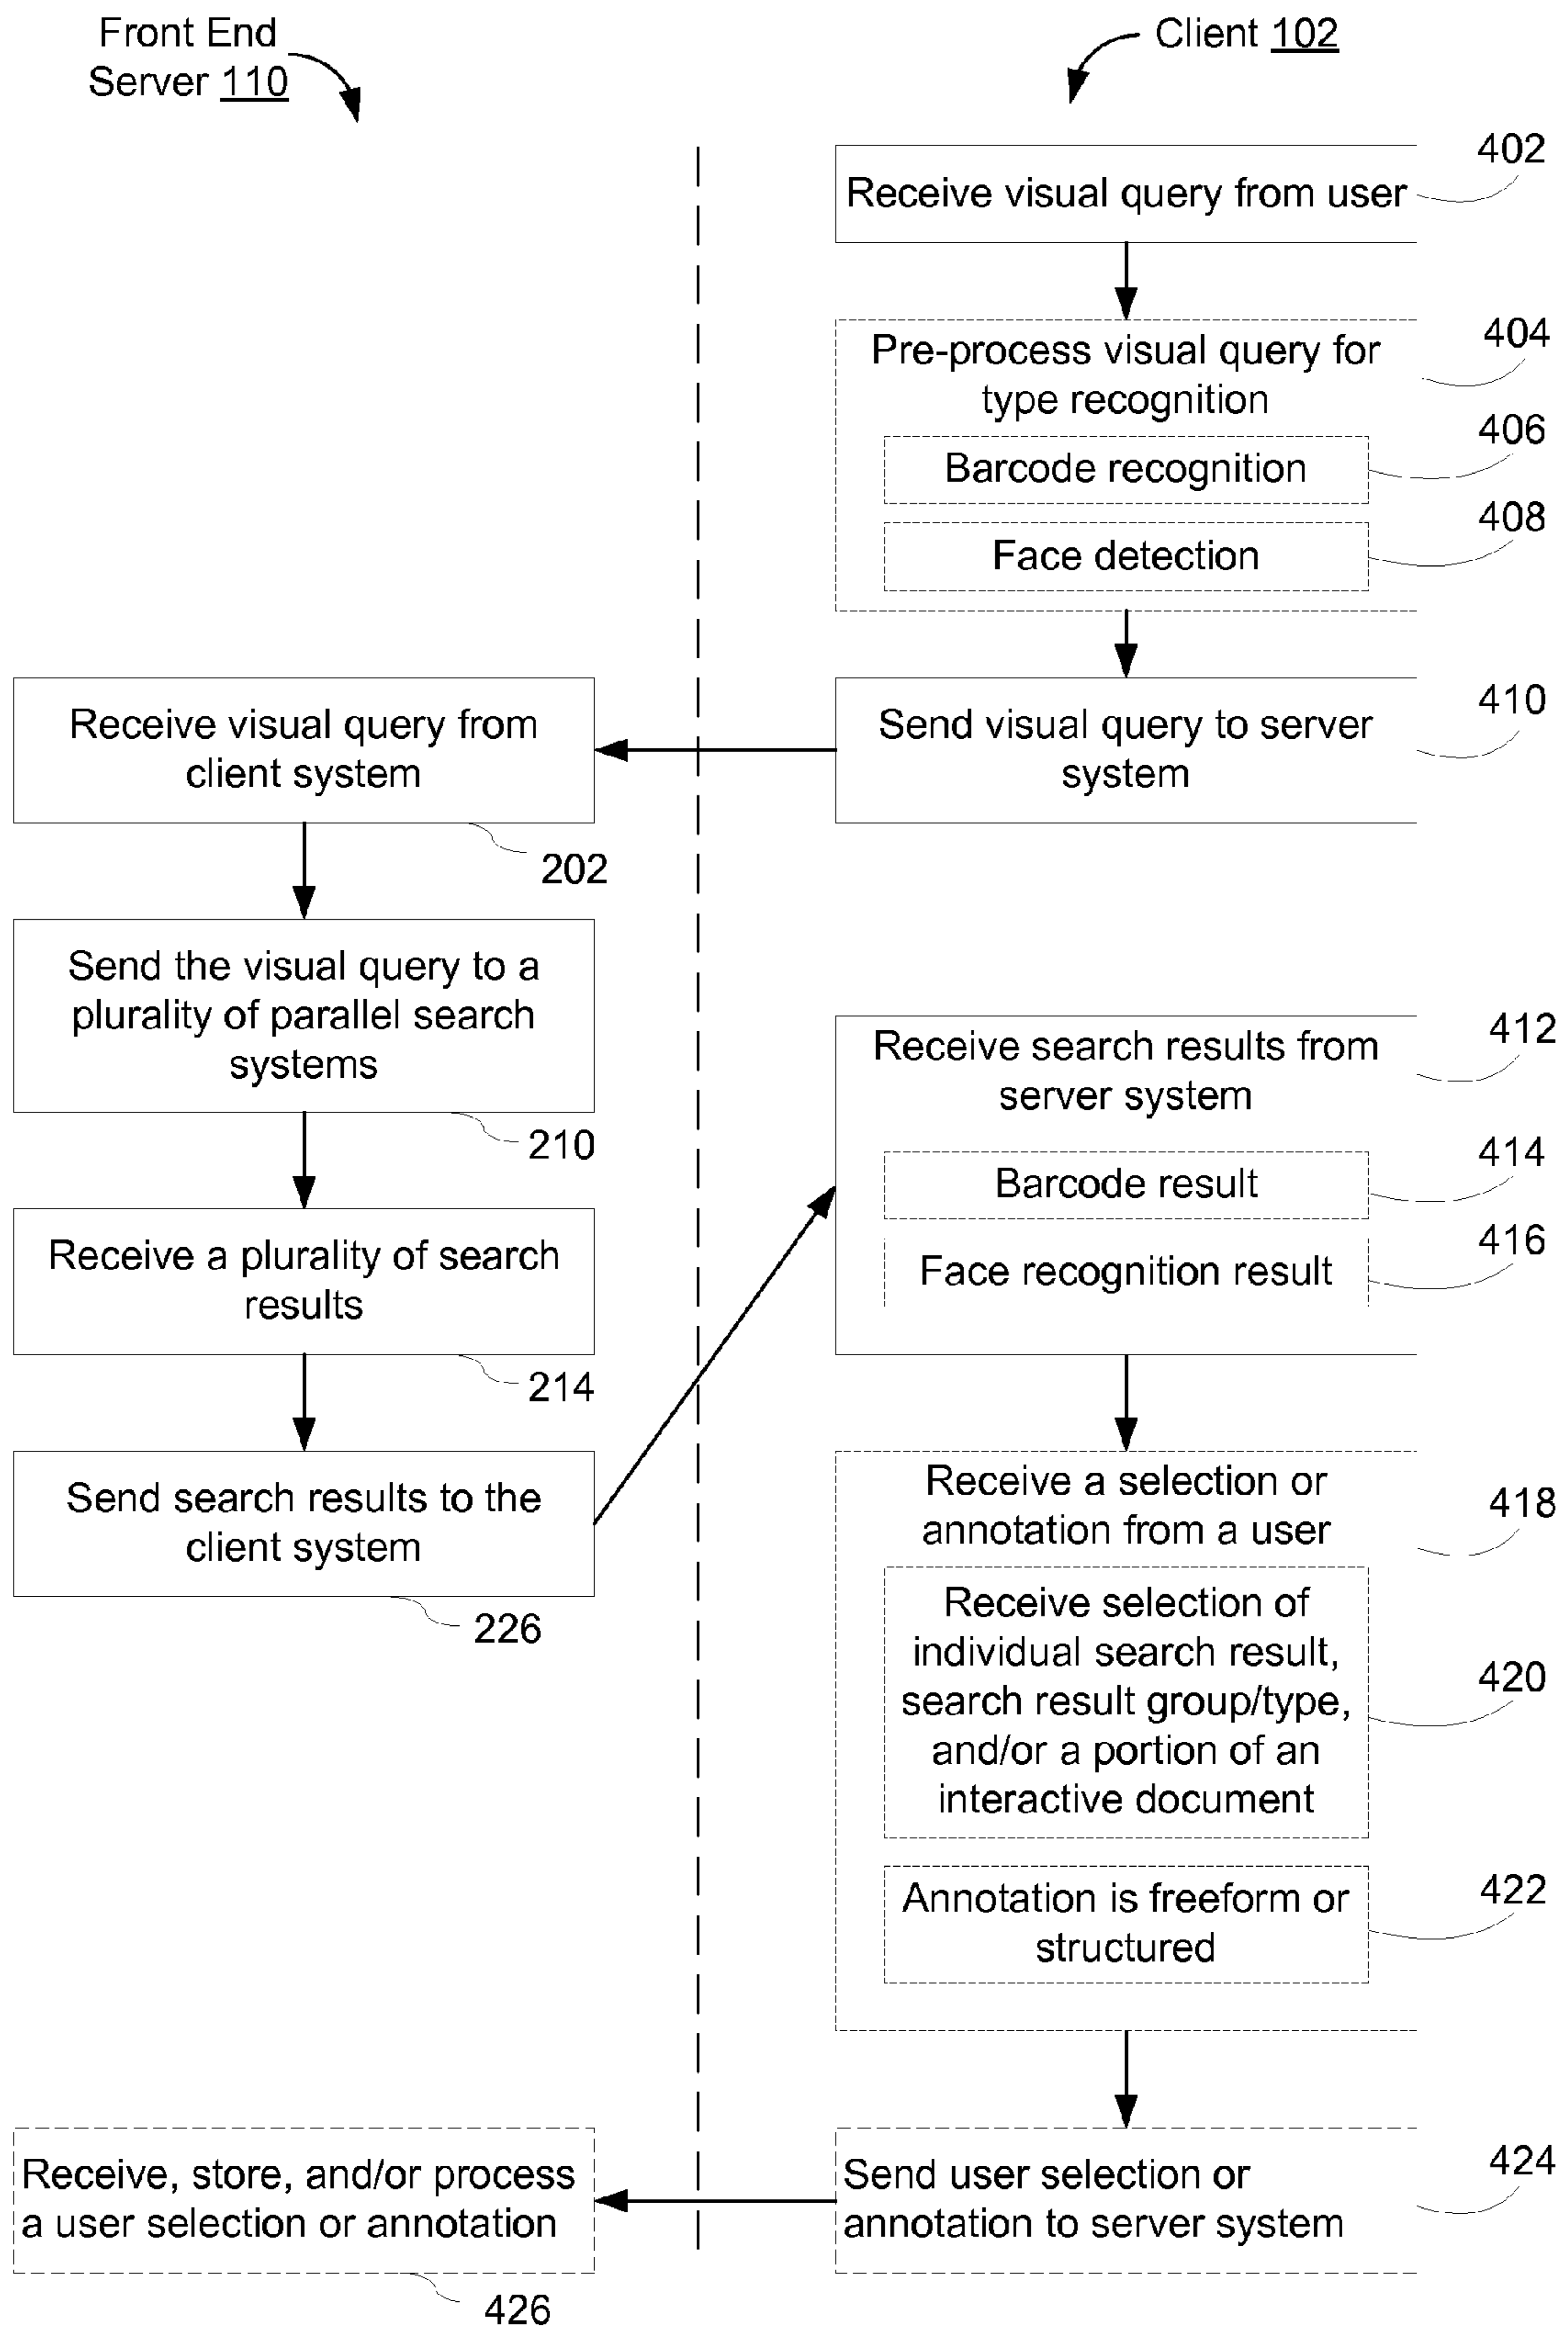 Front End
Server 110
Client 102
402
Receive visual query from user
404
Pre-process visual query for
type recognition
406
Barcode recognition
408
Face detection
410
Send visual query to server
system
Receive visual query from
client system
202
Send the visual query to a
plurality of parallel search
systems
210
412
Receive search results from
server system
414
Barcode result
416
Face recognition result
Receive a plurality of search
results
214
Send search results to the
client system
226
418
Receive a selection or
annotation from a user
420
Receive selection of
individual search result,
search result group/type,
and/or a portion of an
interactive document
422
Annotation is freeform or
structured
424
Send user selection or
annotation to server system
Receive, store, and/or process
a user selection or annotation
426